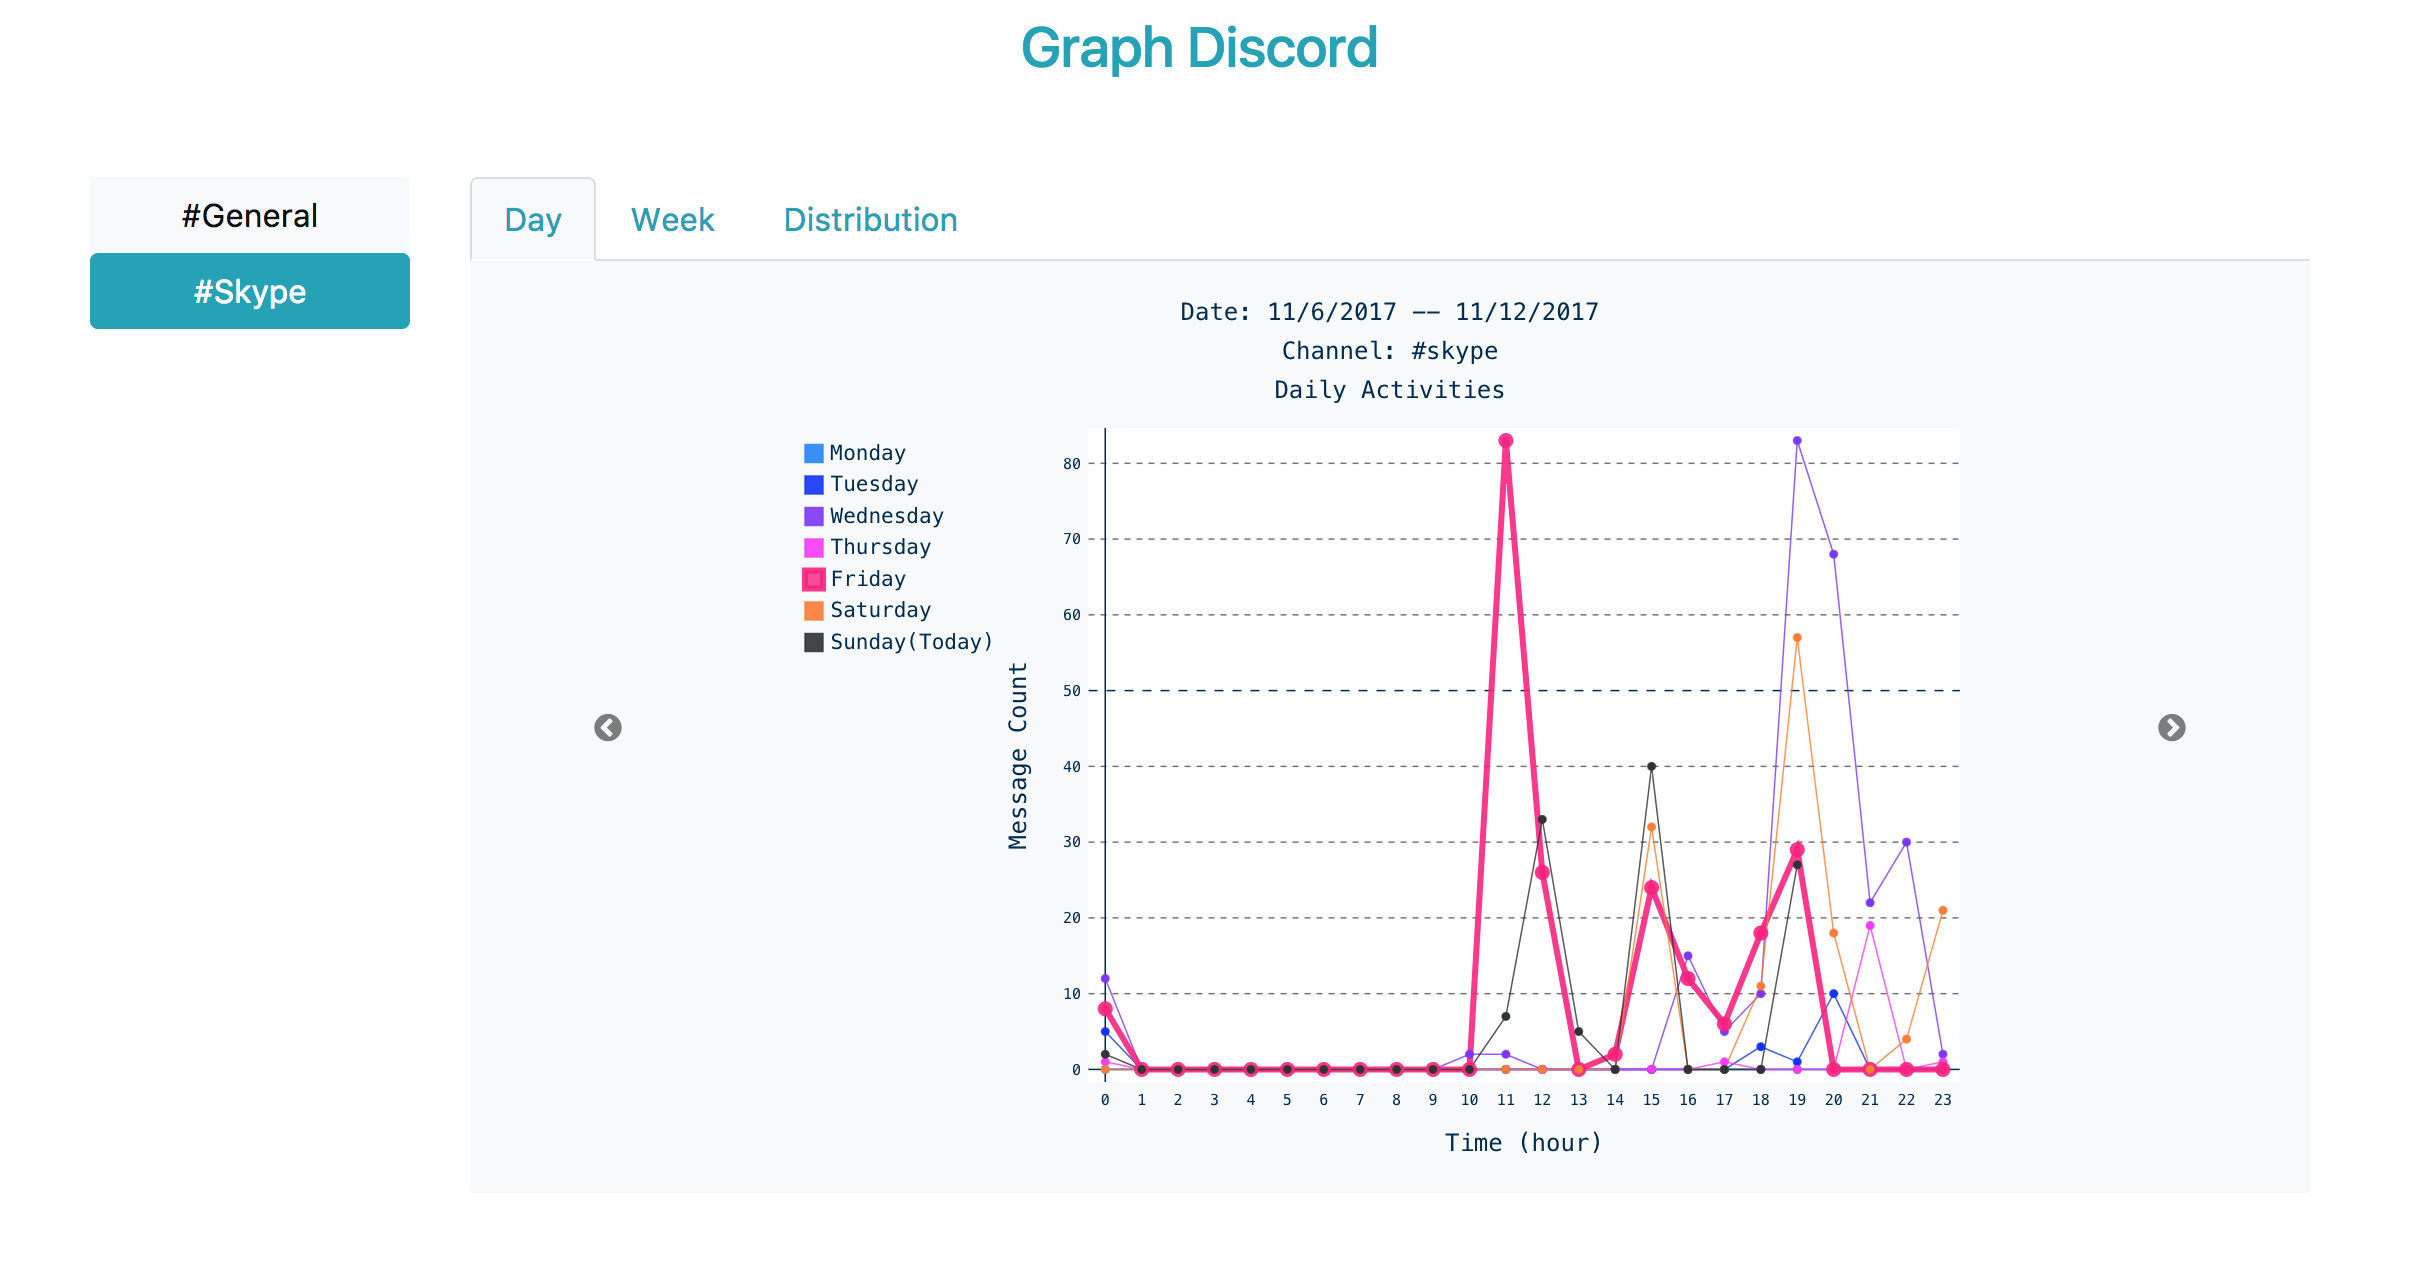 Graph Discord
#General
#Skype
Day Week Distribution
Date: 11/6/2017 –– 11/12/2017
Channel: #skype
Daily Activities
Monday
Tuesday
Wednesday
Thursday
Friday
Saturday
Sunday(Today)
Message Count
80
70
60
50
40
30
20
10
0
0 1 2 3 4 5 6 7 8 9 10 11 12 13 14 15 16 17 18 19 20 21 22 23
Time (hour)